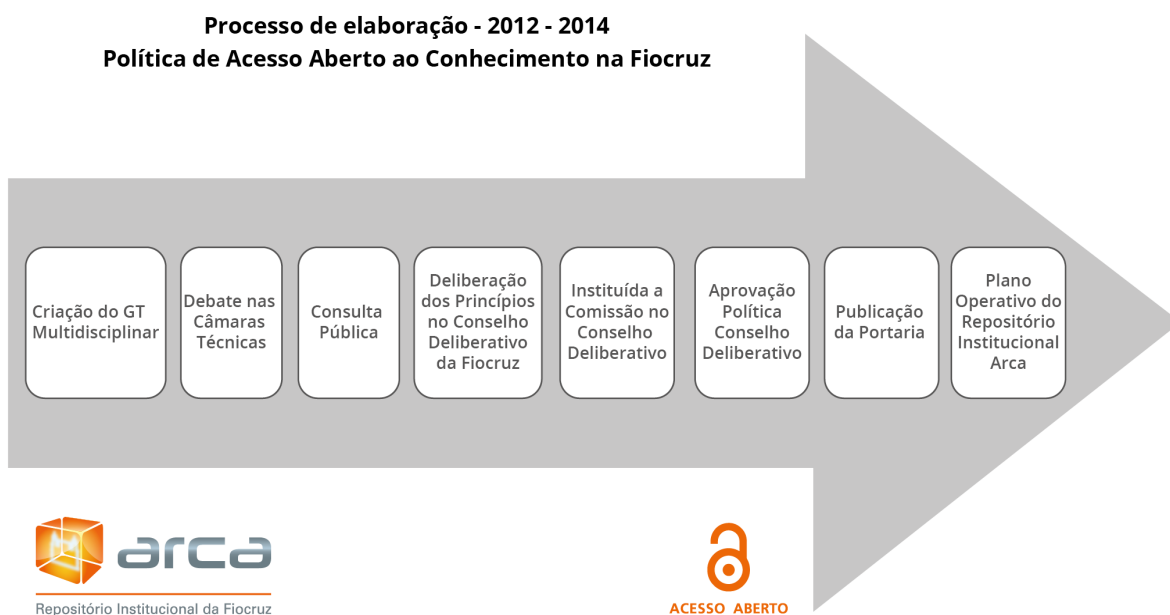 Processo de elaboração - 2012 - 2014
Política de Acesso Aberto ao Conhecimento na Fiocruz
Criação do GT
Multidisciplinar
Debate nas
Câmaras
Técnicas
Consulta
Pública
Deliberação
dos Princípios
no Conselho
Deliberativo
da Fiocruz
Instituída a
Comissão no
Conselho
Deliberativo
Aprovação
Política
Conselho
Deliberativo
Publicação
da Portaria
Plano
Operativo do
Repositório
Institucional
Arca
arca
Repositório Institucional da Fiocruz
ACESSO ABERTO